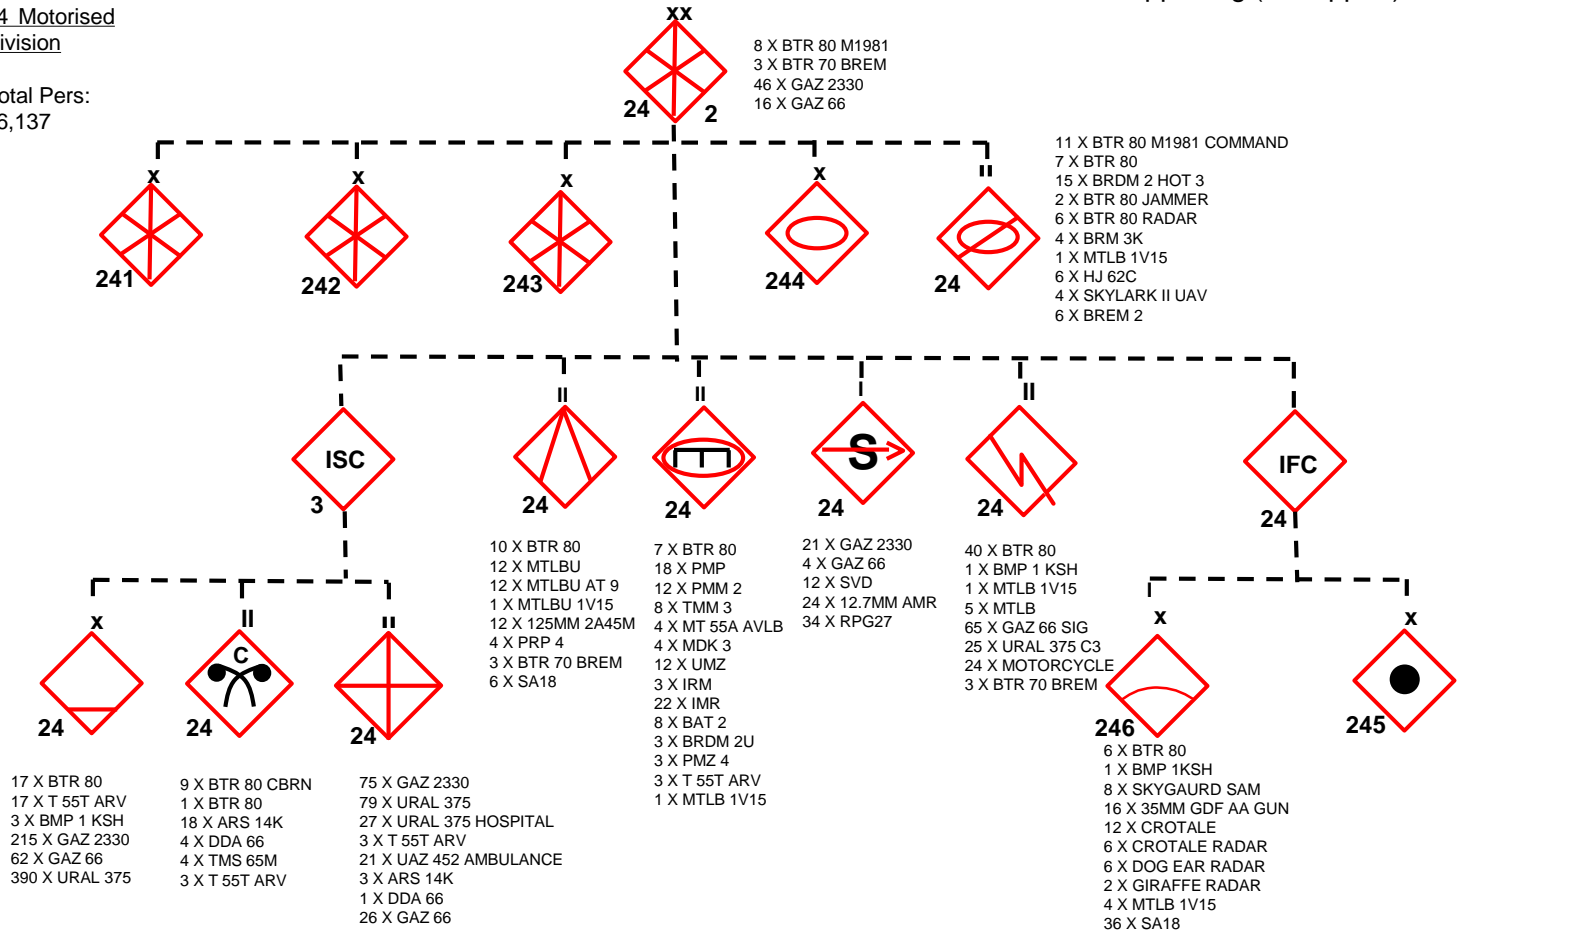 4 Motorised
ivision
otal Pers:
6,137
xx
24
2
8 X BTR 80 M1981
3 X BTR 70 BREM
46 X GAZ 2330
16 X GAZ 66
x
241
x
242
x
243
x
244
II
24
11 X BTR 80 M1981 COMMAND
7 X BTR 80
15 X BRDM 2 HOT 3
2 X BTR 80 JAMMER
6 X BTR 80 RADAR
4 X BRM 3K
1 X MTLB 1V15
6 X HJ 62C
4 X SKYLARK II UAV
6 X BREM 2
ISC
3
II
24
10 X BTR 80
12 X MTLBU
12 X MTLBU AT 9
1 X MTLBU 1V15
12 X 125MM 2A45M
4 X PRP 4
3 X BTR 70 BREM
6 X SA18
II
24
7 X BTR 80
18 X PMP
12 X PMM 2
8 X TMM 3
4 X MT 55A AVLB
4 X MDK 3
12 X UMZ
3 X IRM
22 X IMR
8 X BAT 2
3 X BRDM 2U
3 X PMZ 4
3 X T 55T ARV
1 X MTLB 1V15
I
S
24
21 X GAZ 2330
4 X GAZ 66
12 X SVD
24 X 12.7MM AMR
34 X RPG27
II
24
40 X BTR 80
1 X BMP 1 KSH
1 X MTLB 1V15
5 X MTLB
65 X GAZ 66 SIG
25 X URAL 375 C3
24 X MOTORCYCLE
3 X BTR 70 BREM
IFC
24
x
24
17 X BTR 80
17 X T 55T ARV
3 X BMP 1 KSH
215 X GAZ 2330
62 X GAZ 66
390 X URAL 375
II
C
24
9 X BTR 80 CBRN
1 X BTR 80
18 X ARS 14K
4 X DDA 66
4 X TMS 65M
3 X T 55T ARV
II
24
75 X GAZ 2330
79 X URAL 375
27 X URAL 375 HOSPITAL
3 X T 55T ARV
21 X UAZ 452 AMBULANCE
3 X ARS 14K
1 X DDA 66
26 X GAZ 66
x
246
6 X BTR 80
1 X BMP 1KSH
8 X SKYGAURD SAM
16 X 35MM GDF AA GUN
12 X CROTALE
6 X CROTALE RADAR
6 X DOG EAR RADAR
2 X GIRAFFE RADAR
4 X MTLB 1V15
36 X SA18
x
245